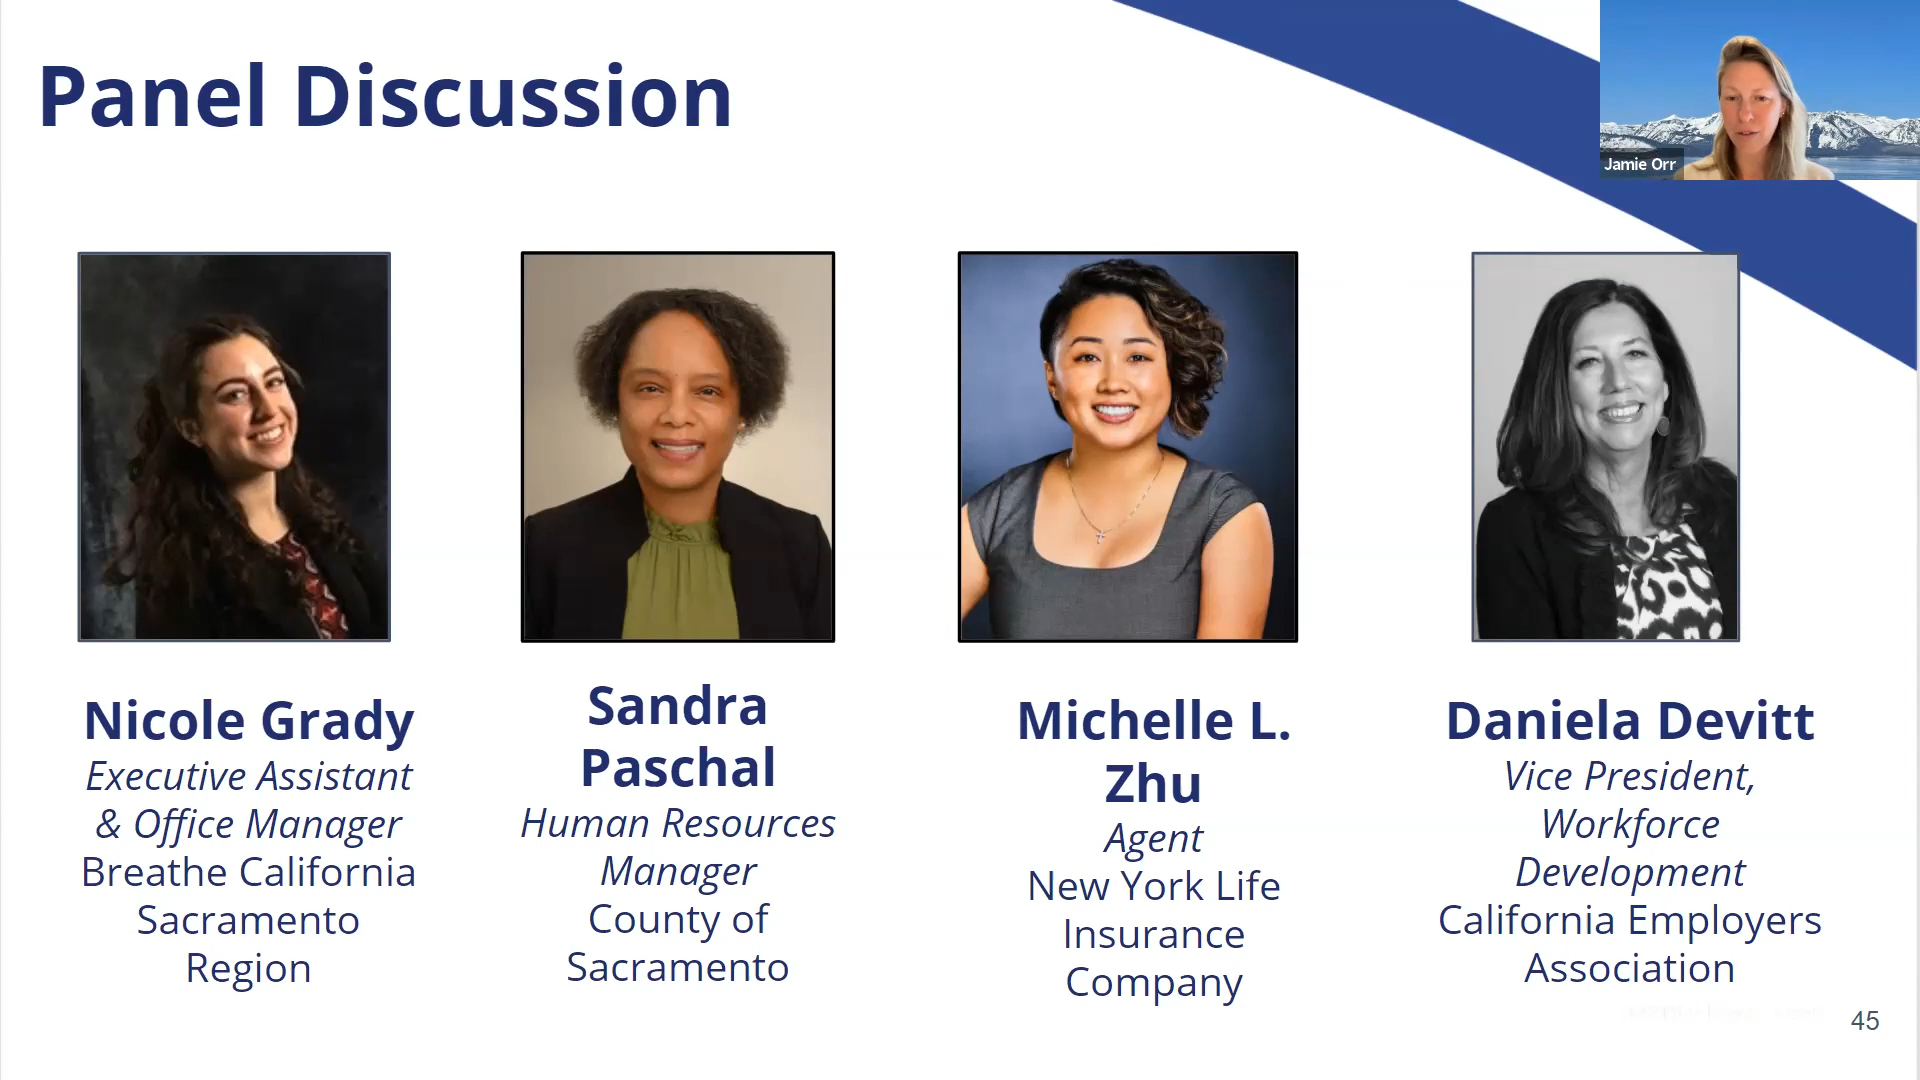 Panel Discussion
Jamie Orr
Nicole Grady
Executive Assistant
& Office Manager
Breathe California
Sacramento
Region
Sandra
Paschal
Human Resources
Manager
County of
Sacramento
Michelle L.
Zhu
Agent
New York Life
Insurance
Company
Daniela Devitt
Vice President,
Workforce
Development
California Employers
Association
45